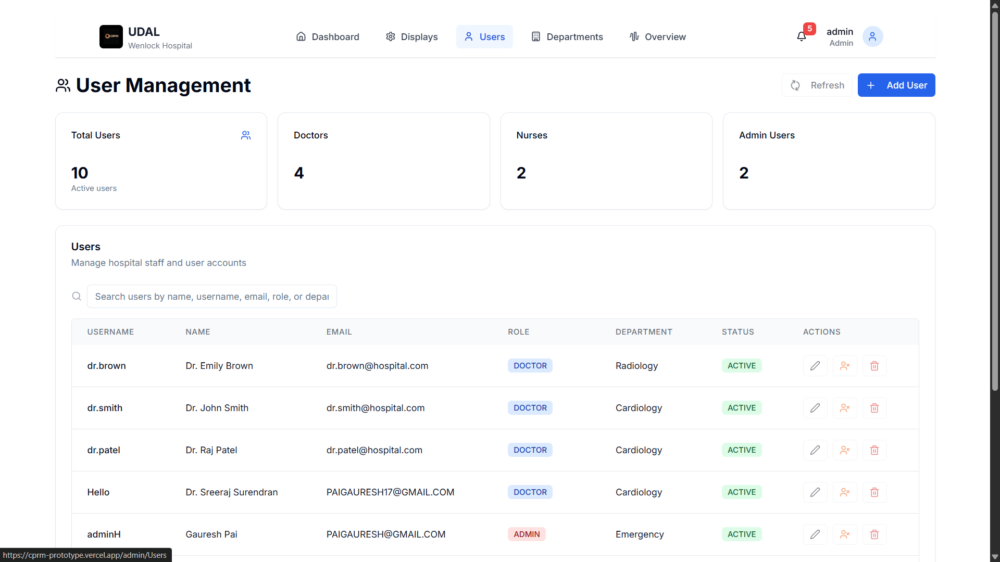 CRPM
UDAL
Wenlock Hospital
Dashboard
Displays
Users
Departments
Overview
5
admin
Admin
User Management
Refresh
Add User
Total Users
10
Active users
Doctors
4
Nurses
2
Admin Users
2
Users
Manage hospital staff and user accounts
Search users by name, username, email, role, or depar
USERNAME NAME EMAIL ROLE DEPARTMENT STATUS ACTIONS
dr.brown Dr. Emily Brown dr.brown@hospital.com DOCTOR Radiology ACTIVE
dr.smith Dr. John Smith dr.smith@hospital.com DOCTOR Cardiology ACTIVE
dr.patel Dr. Raj Patel dr.patel@hospital.com DOCTOR Cardiology ACTIVE
Hello Dr. Sreeraj Surendran PAIGAURESH17@GMAIL.COM DOCTOR Cardiology ACTIVE
adminH Gauresh Pai PAIGAURESH@GMAIL.COM ADMIN Emergency ACTIVE
https://cprm-prototype.vercel.app/admin/Users